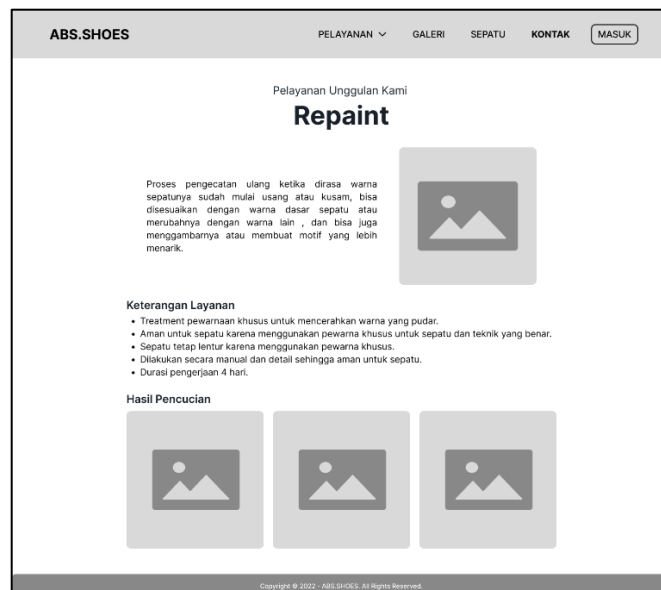 ABS.SHOES
PELAYANAN
GALERI
SEPATU
KONTAK
MASUK
Pelayanan Unggulan Kami
Repaint
Proses pengecatan ulang ketika dirasa warna
sepatunya sudah mulai usang atau kusam, bisa
disesuaikan dengan warna dasar sepatu atau
merubahnya dengan warna lain , dan bisa juga
menggambarnya atau membuat motif yang lebih
menarik.
Keterangan Layanan
• Treatment pewarnaan khusus untuk mencerahkan warna yang pudar.
• Aman untuk sepatu karena menggunakan pewarna khusus untuk sepatu dan teknik yang benar.
• Sepatu tetap lentur karena menggunakan pewarna khusus.
• Dilakukan secara manual dan detail sehingga aman untuk sepatu.
• Durasi pengerjaan 4 hari.
Hasil Pencucian
Copyright © 2022 - ABS.SHOES. All Rights Reserved.